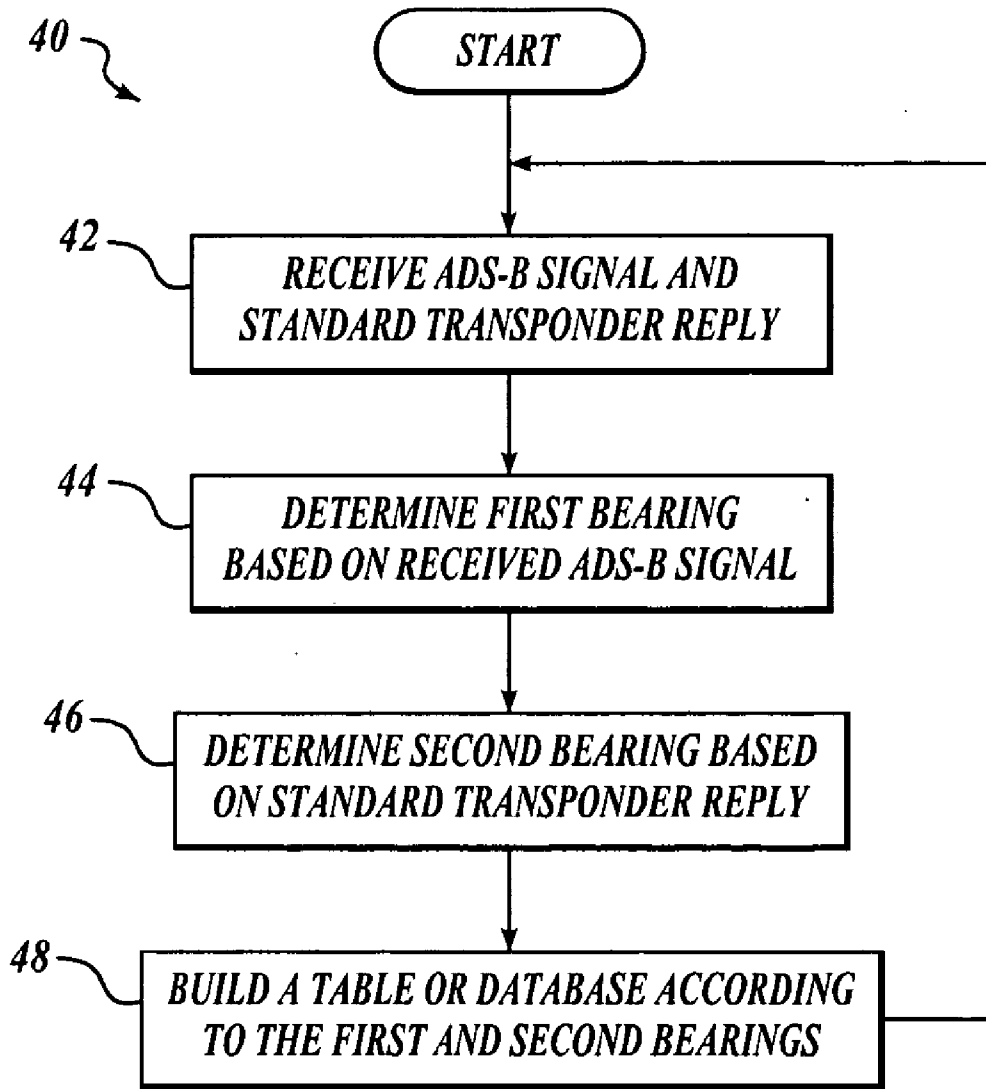 40
START
42
RECEIVE ADS-B SIGNAL AND
STANDARD TRANSPONDER REPLY
44
DETERMINE FIRST BEARING
BASED ON RECEIVED ADS-B SIGNAL
46
DETERMINE SECOND BEARING BASED
ON STANDARD TRANSPONDER REPLY
48
BUILD A TABLE OR DATABASE ACCORDING
TO THE FIRST AND SECOND BEARINGS